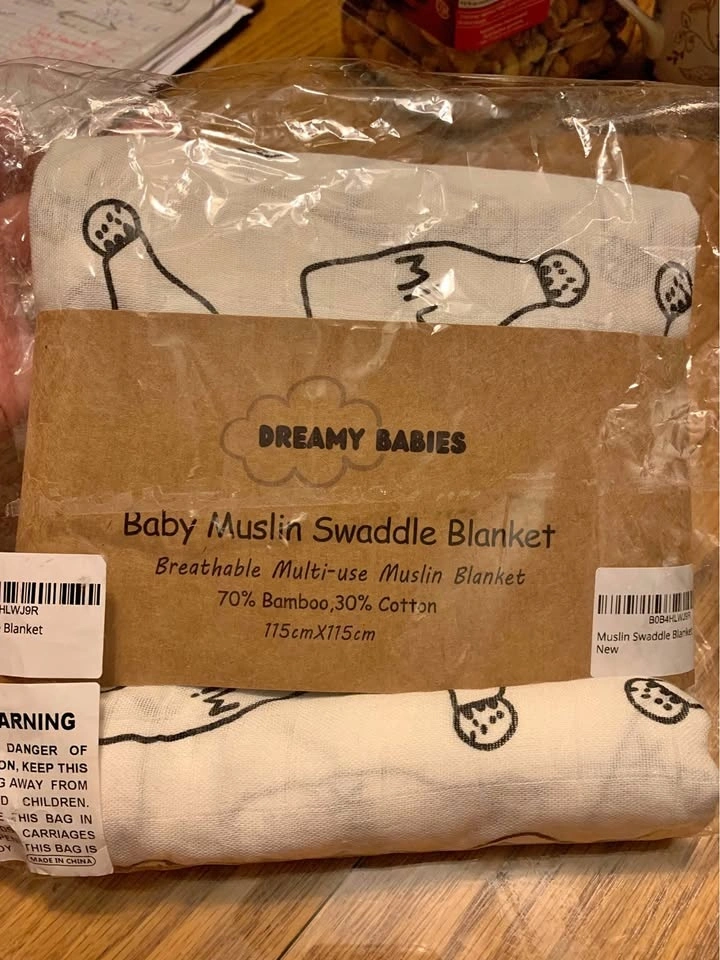 DREAMY BABIES
Baby Muslin Swaddle Blanket
Breathable Multi-use Muslin Blanket
70% Bamboo,30% Cotton
115cmX115cm
HLWJ9R
Blanket
B0B4HLWJ9R
Muslin Swaddle Blanket
New
ARNING
DANGER OF
ON, KEEP THIS
G AWAY FROM
D CHILDREN.
THIS BAG IN
CARRIAGES
THIS BAG IS
MADE IN CHINA